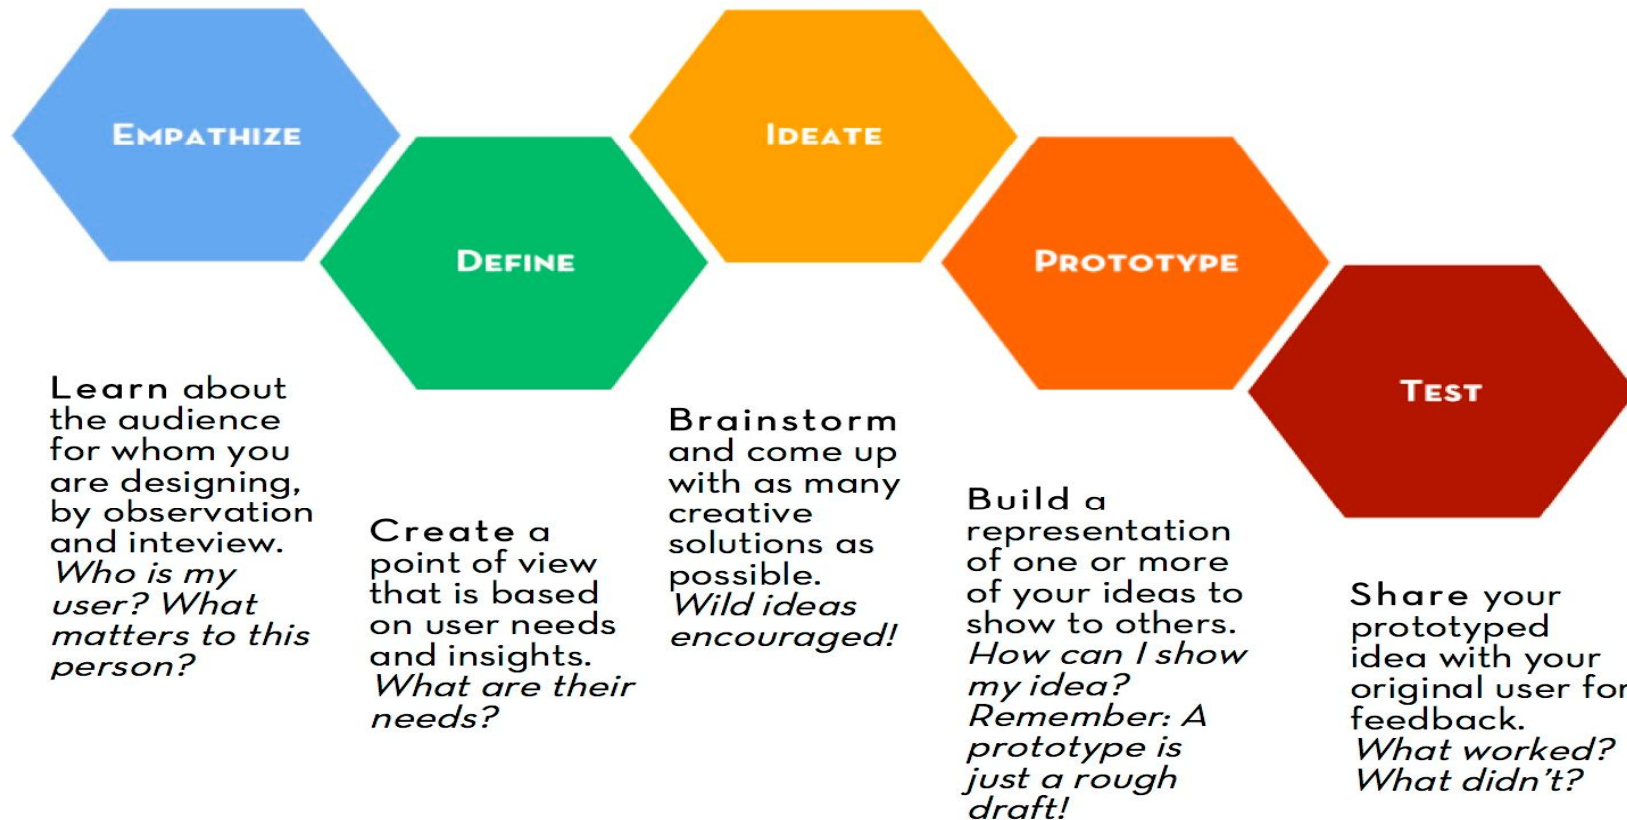 EMPATHIZE
Learn about
the audience
for whom you
are designing,
by observation
and inteview.
Who is my
user? What
matters to this
person?
DEFINE
Create a
point of view
that is based
on user needs
and insights.
What are their
needs?
IDEATE
Brainstorm
and come up
with as many
creative
solutions as
possible.
Wild ideas
encouraged!
PROTOTYPE
Build a
representation
of one or more
of your ideas to
show to others.
How can I show
my idea?
Remember: A
prototype is
just a rough
draft!
TEST
Share your
prototyped
idea with your
original user for
feedback.
What worked?
What didn't?